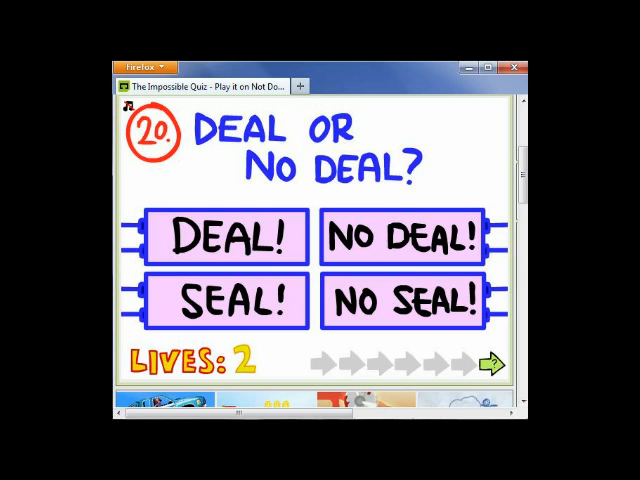 Firefox
The Impossible Quiz - Play it on Not Do...
20.
DEAL OR
NO DEAL?
DEAL!
NO DEAL!
SEAL!
NO SEAL!
LIVES: 2
?